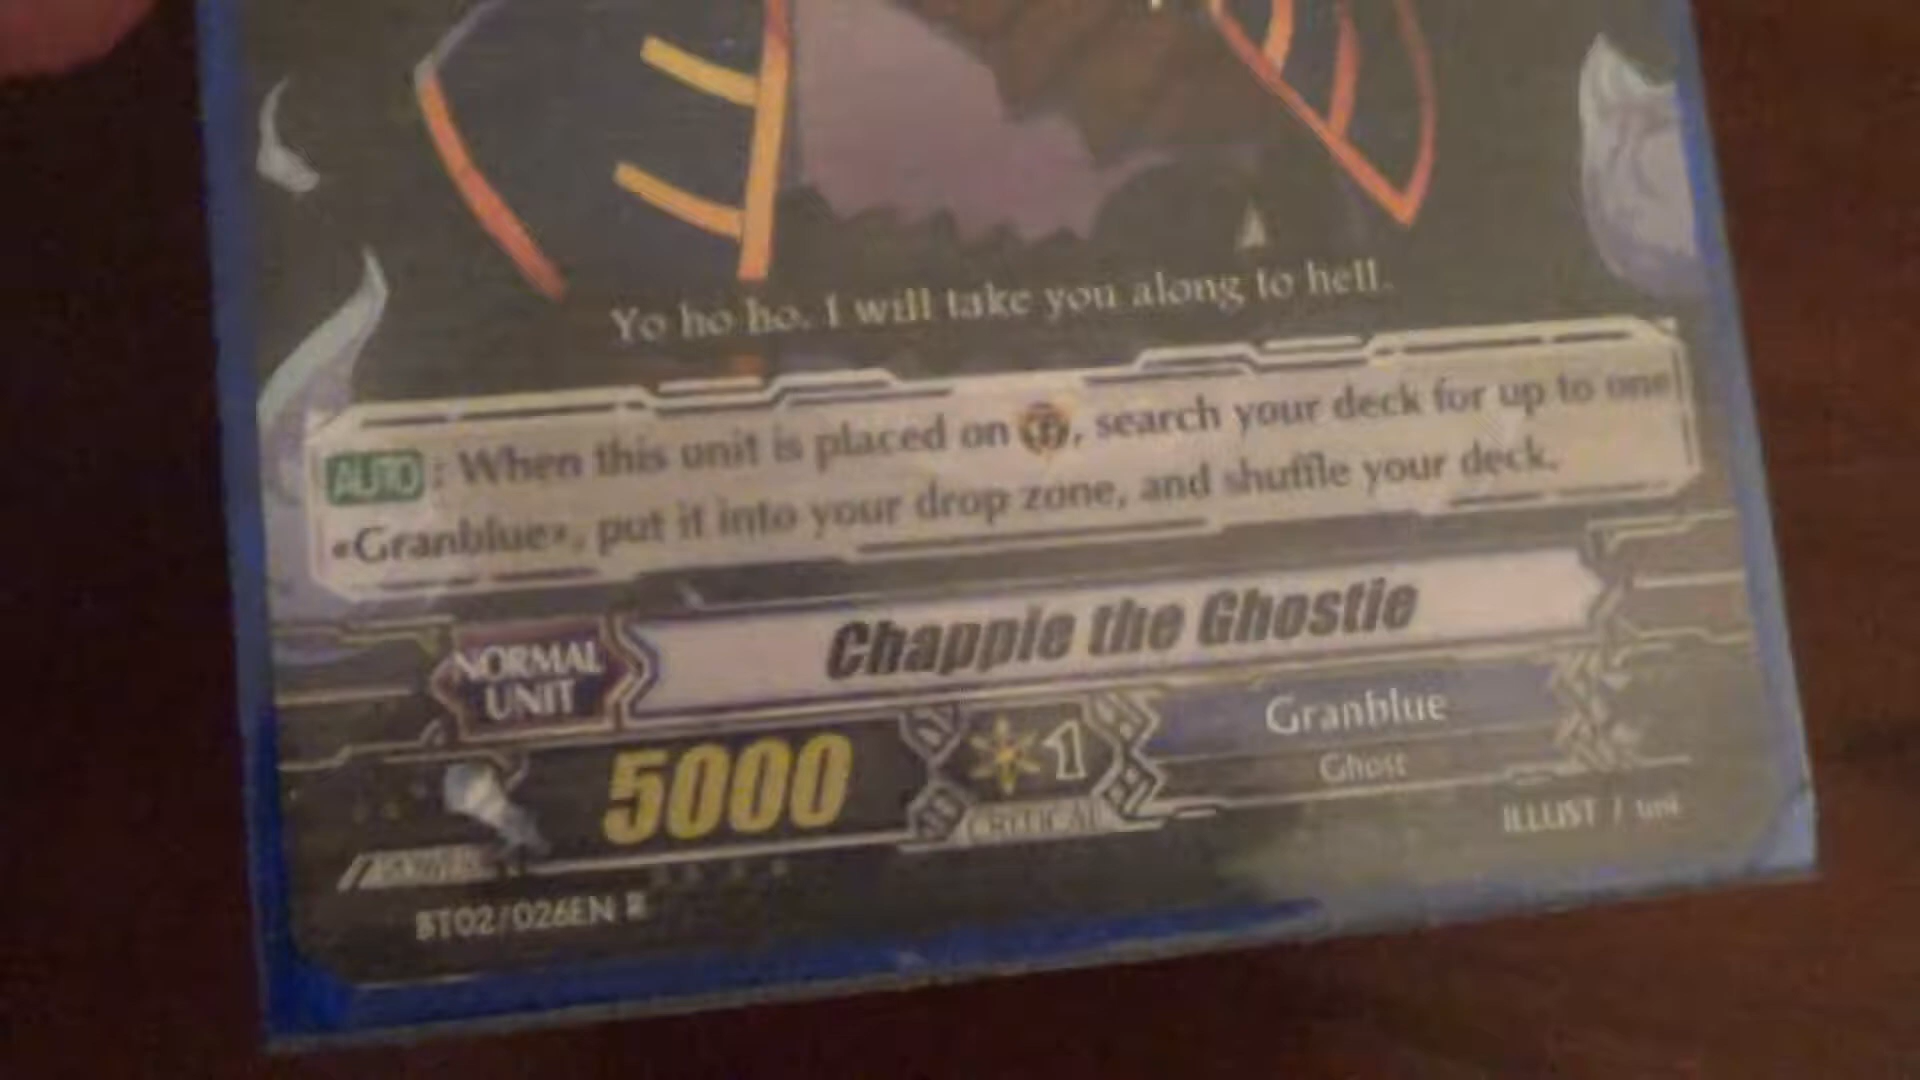 Yo ho ho. I will take you along to hell.
AUTO: When this unit is placed on , search your deck for up to one
«Granblue», put it into your drop zone, and shuffle your deck.
NORMAL UNIT
Chappie the Ghostie
5000
1
CRITICAL
Granblue
Ghost
POWER
ILLUST / 
BT02/026EN R